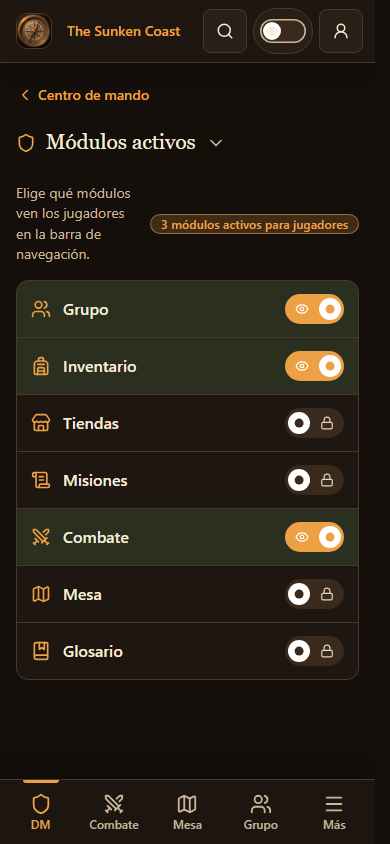 The Sunken Coast
Centro de mando
Módulos activos
Elige qué módulos
ven los jugadores
en la barra de
navegación.
3 módulos activos para jugadores
Grupo
Inventario
Tiendas
Misiones
Combate
Mesa
Glosario
DM
Combate
Mesa
Grupo
Más